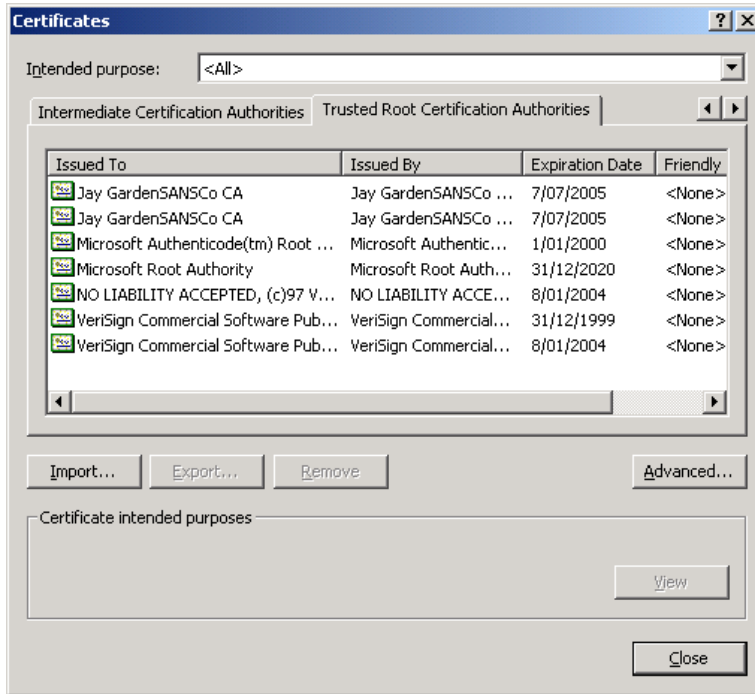 Certificates
Intended purpose: <All>
Intermediate Certification Authorities Trusted Root Certification Authorities
Issued To Issued By Expiration Date Friendly
Jay GardenSANSCo CA Jay GardenSANSCo ... 7/07/2005 <None>
Jay GardenSANSCo CA Jay GardenSANSCo ... 7/07/2005 <None>
Microsoft Authenticode(tm) Root ... Microsoft Authentic... 1/01/2000 <None>
Microsoft Root Authority Microsoft Root Auth... 31/12/2020 <None>
NO LIABILITY ACCEPTED, (c)97 V... NO LIABILITY ACCE... 8/01/2004 <None>
VeriSign Commercial Software Pub... VeriSign Commercial... 31/12/1999 <None>
VeriSign Commercial Software Pub... VeriSign Commercial... 8/01/2004 <None>
Import... Export... Remove Advanced...
Certificate intended purposes
View
Close